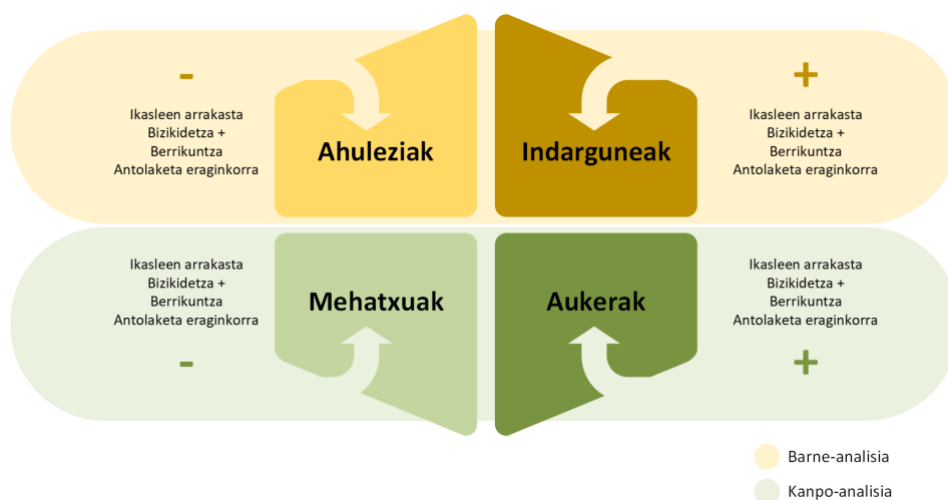 -
Ikasleen arrakasta
Bizikidetza +
Berrikuntza
Antolaketa eraginkorra
Ahuleziak
Indarguneak
+
Ikasleen arrakasta
Bizikidetza +
Berrikuntza
Antolaketa eraginkorra
Ikasleen arrakasta
Bizikidetza +
Berrikuntza
Antolaketa eraginkorra
-
Mehatxuak
Aukerak
Ikasleen arrakasta
Bizikidetza +
Berrikuntza
Antolaketa eraginkorra
+
Barne-analisia
Kanpo-analisia